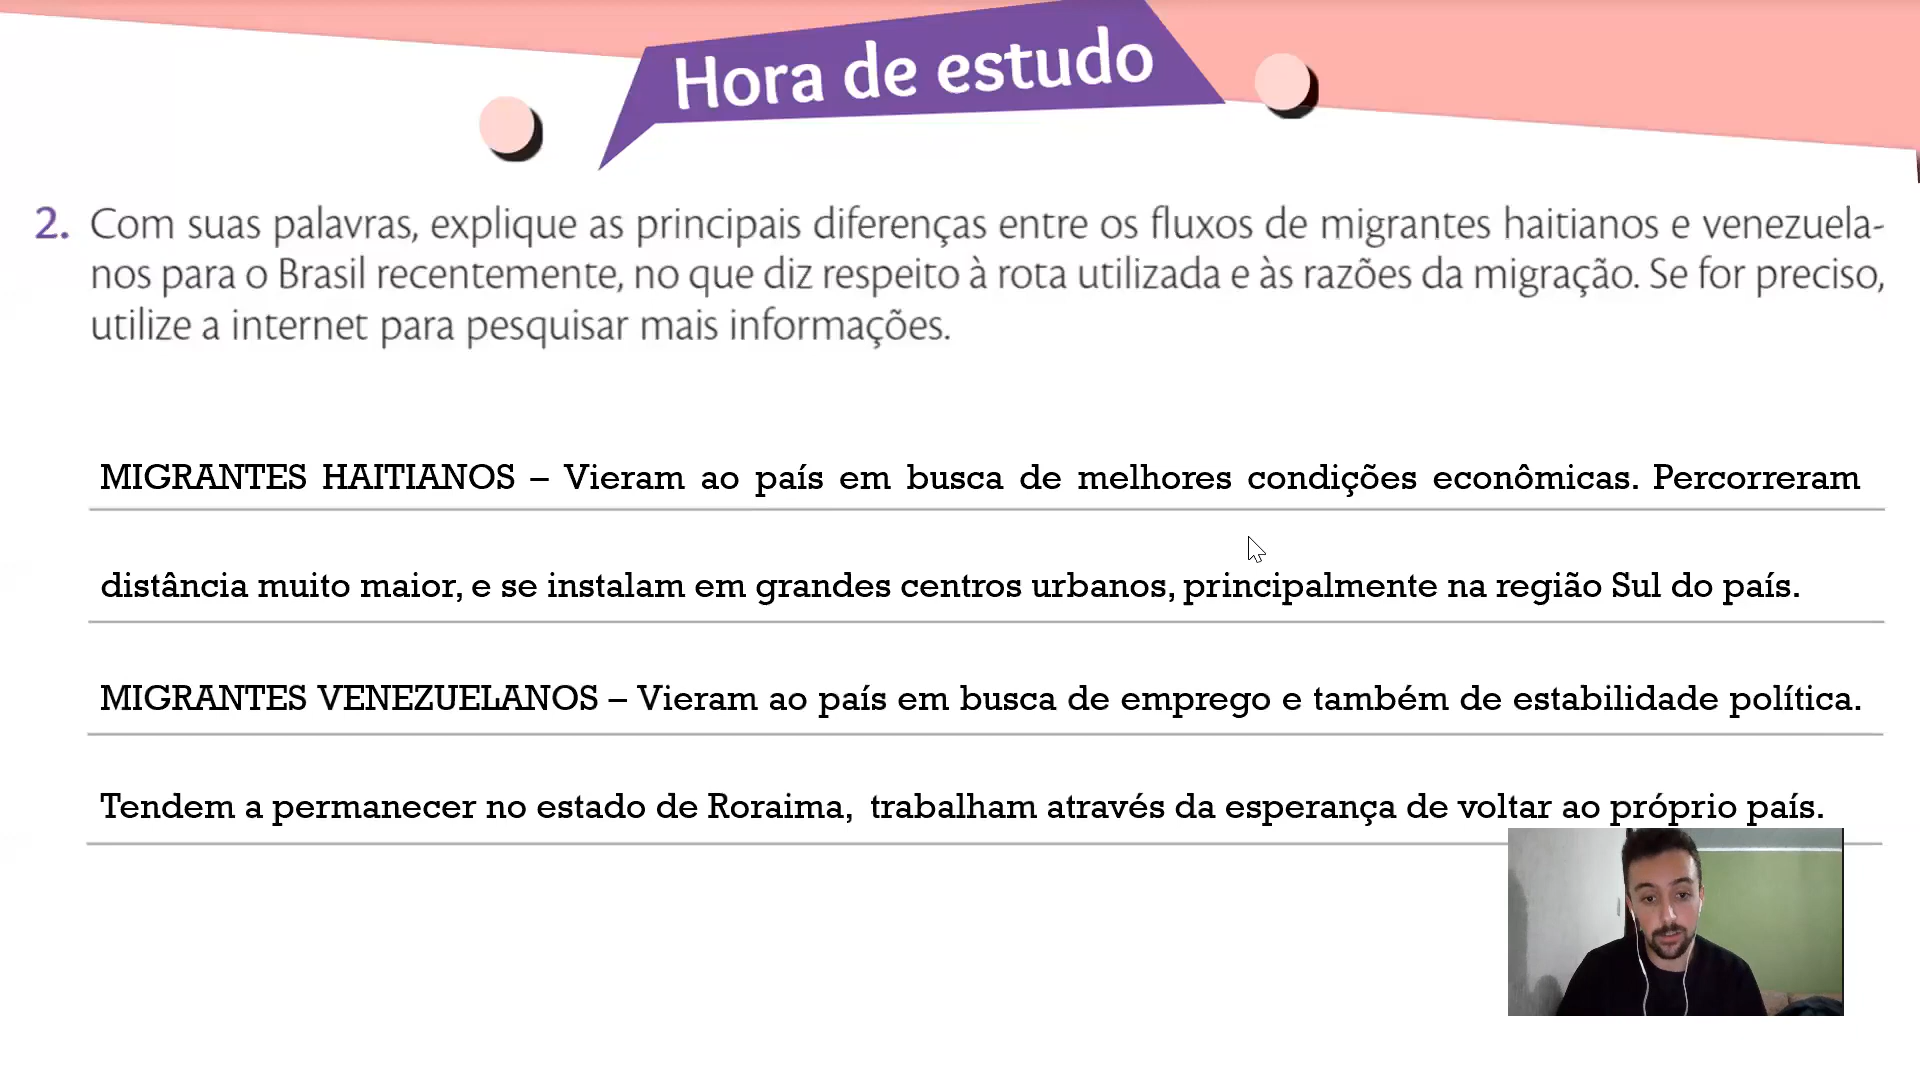 Hora de estudo
2. Com suas palavras, explique as principais diferenças entre os fluxos de migrantes haitianos e venezuela-
nos para o Brasil recentemente, no que diz respeito à rota utilizada e às razões da migração. Se for preciso,
utilize a internet para pesquisar mais informações.
MIGRANTES HAITIANOS – Vieram ao país em busca de melhores condições econômicas. Percorreram
distância muito maior, e se instalam em grandes centros urbanos, principalmente na região Sul do país.
MIGRANTES VENEZUELANOS – Vieram ao país em busca de emprego e também de estabilidade política.
Tendem a permanecer no estado de Roraima, trabalham através da esperança de voltar ao próprio país.